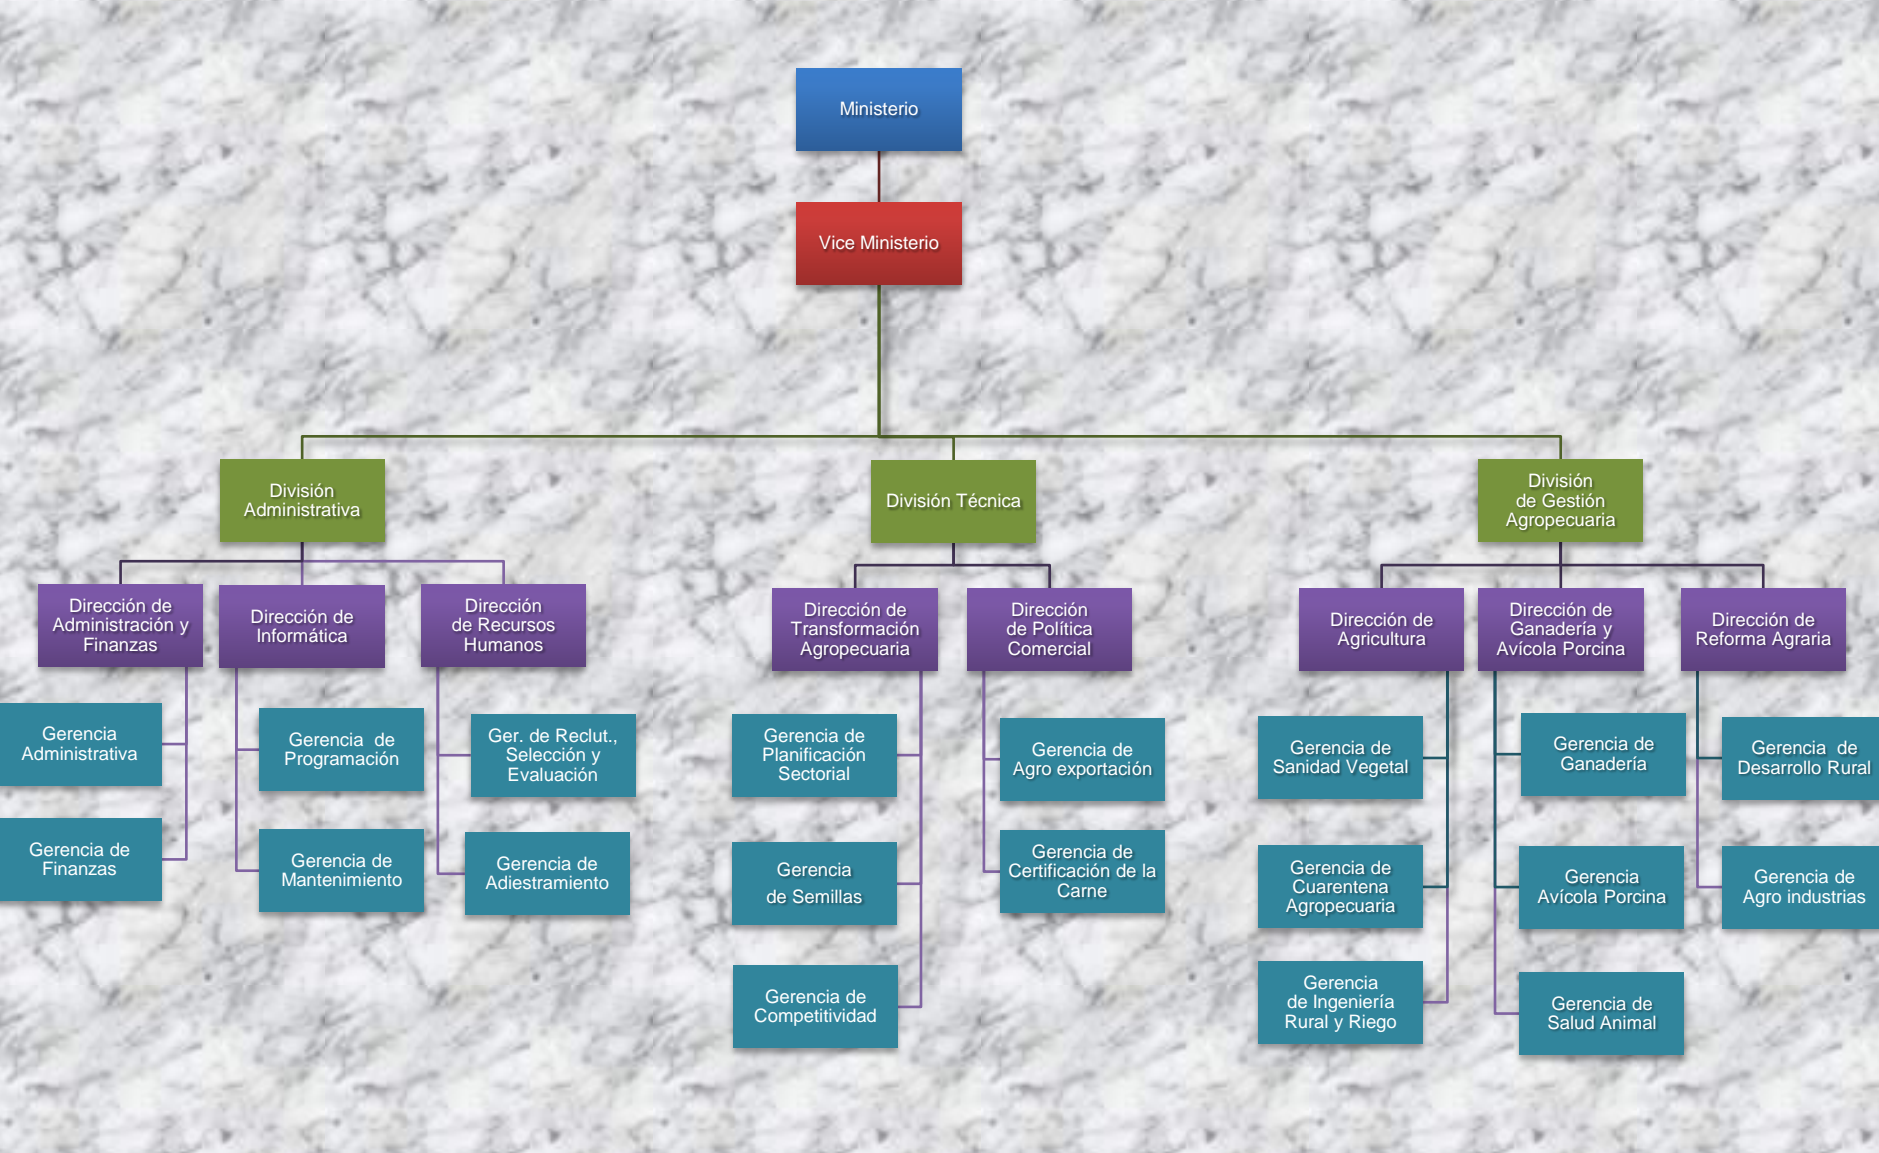 Ministerio
Vice Ministerio
División
Administrativa
División Técnica
División
de Gestión
Agropecuaria
Dirección de
Administración y
Finanzas
Dirección de
Informática
Dirección
de Recursos
Humanos
Dirección de
Transformación
Agropecuaria
Dirección
de Política
Comercial
Dirección de
Agricultura
Dirección de
Ganadería y
Avícola Porcina
Dirección de
Reforma Agraria
Gerencia
Administrativa
Gerencia de
Programación
Ger. de Reclut.,
Selección y
Evaluación
Gerencia de
Planificación
Sectorial
Gerencia de
Agro exportación
Gerencia de
Sanidad Vegetal
Gerencia de
Ganadería
Gerencia de
Desarrollo Rural
Gerencia de
Finanzas
Gerencia de
Mantenimiento
Gerencia de
Adiestramiento
Gerencia
de Semillas
Gerencia de
Certificación de la
Carne
Gerencia de
Cuarentena
Agropecuaria
Gerencia
Avícola Porcina
Gerencia de
Agro industrias
Gerencia de
Competitividad
Gerencia
de Ingeniería
Rural y Riego
Gerencia de
Salud Animal